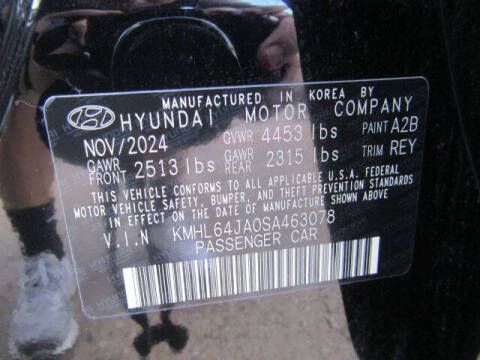 MANUFACTURED IN KOREA BY
HYUNDAI MOTOR COMPANY
NOV/2024 GVWR 4453 lbs PAINT A2B
GAWR FRONT 2513 lbs GAWR REAR 2315 lbs TRIM REY
THIS VEHICLE CONFORMS TO ALL APPLICABLE U.S.A. FEDERAL
MOTOR VEHICLE SAFETY, BUMPER, AND THEFT PREVENTION STANDARDS
IN EFFECT ON THE DATE OF MANUFACTURE SHOWN ABOVE.
V.I.N KMHL64JA0SA463078
PASSENGER CAR